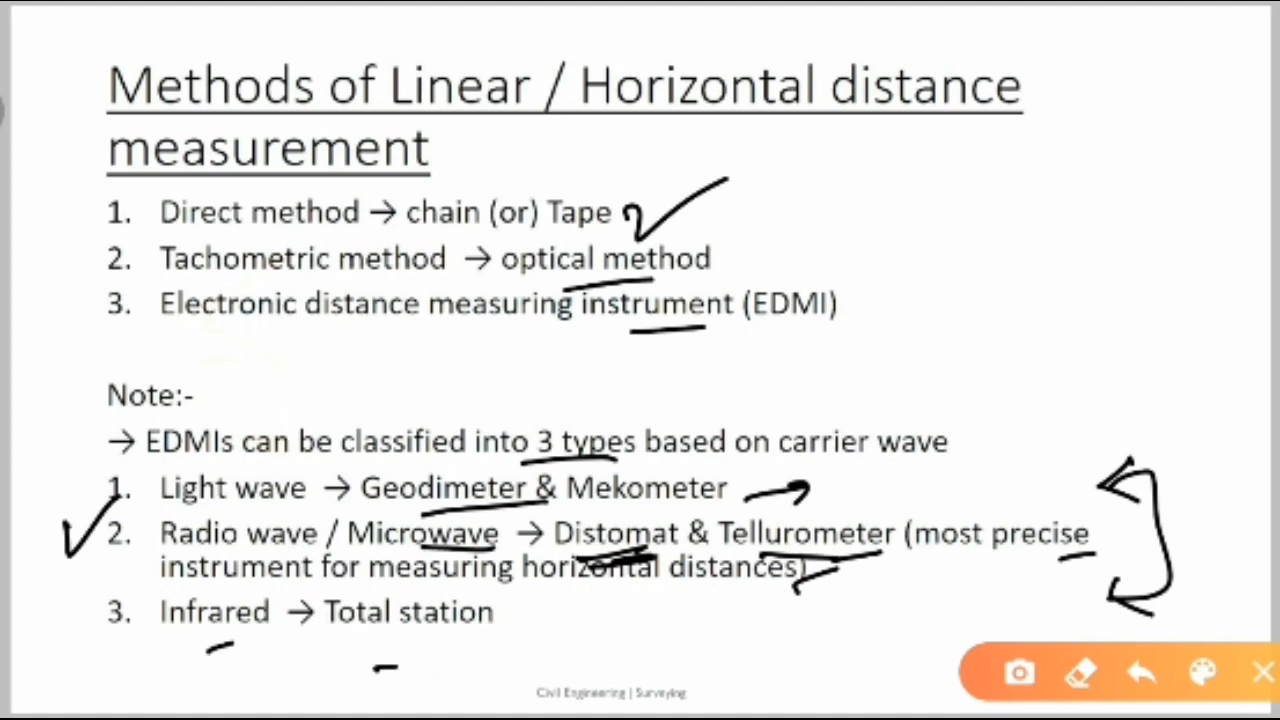 Methods of Linear / Horizontal distance
measurement
1. Direct method → chain (or) Tape
2. Tachometric method → optical method
3. Electronic distance measuring instrument (EDMI)
Note:-
→ EDMIs can be classified into 3 types based on carrier wave
1. Light wave → Geodimeter & Mekometer
2. Radio wave / Microwave → Distomat & Tellurometer (most precise
instrument for measuring horizontal distances)
3. Infrared → Total station
Civil Engineering | Surveying